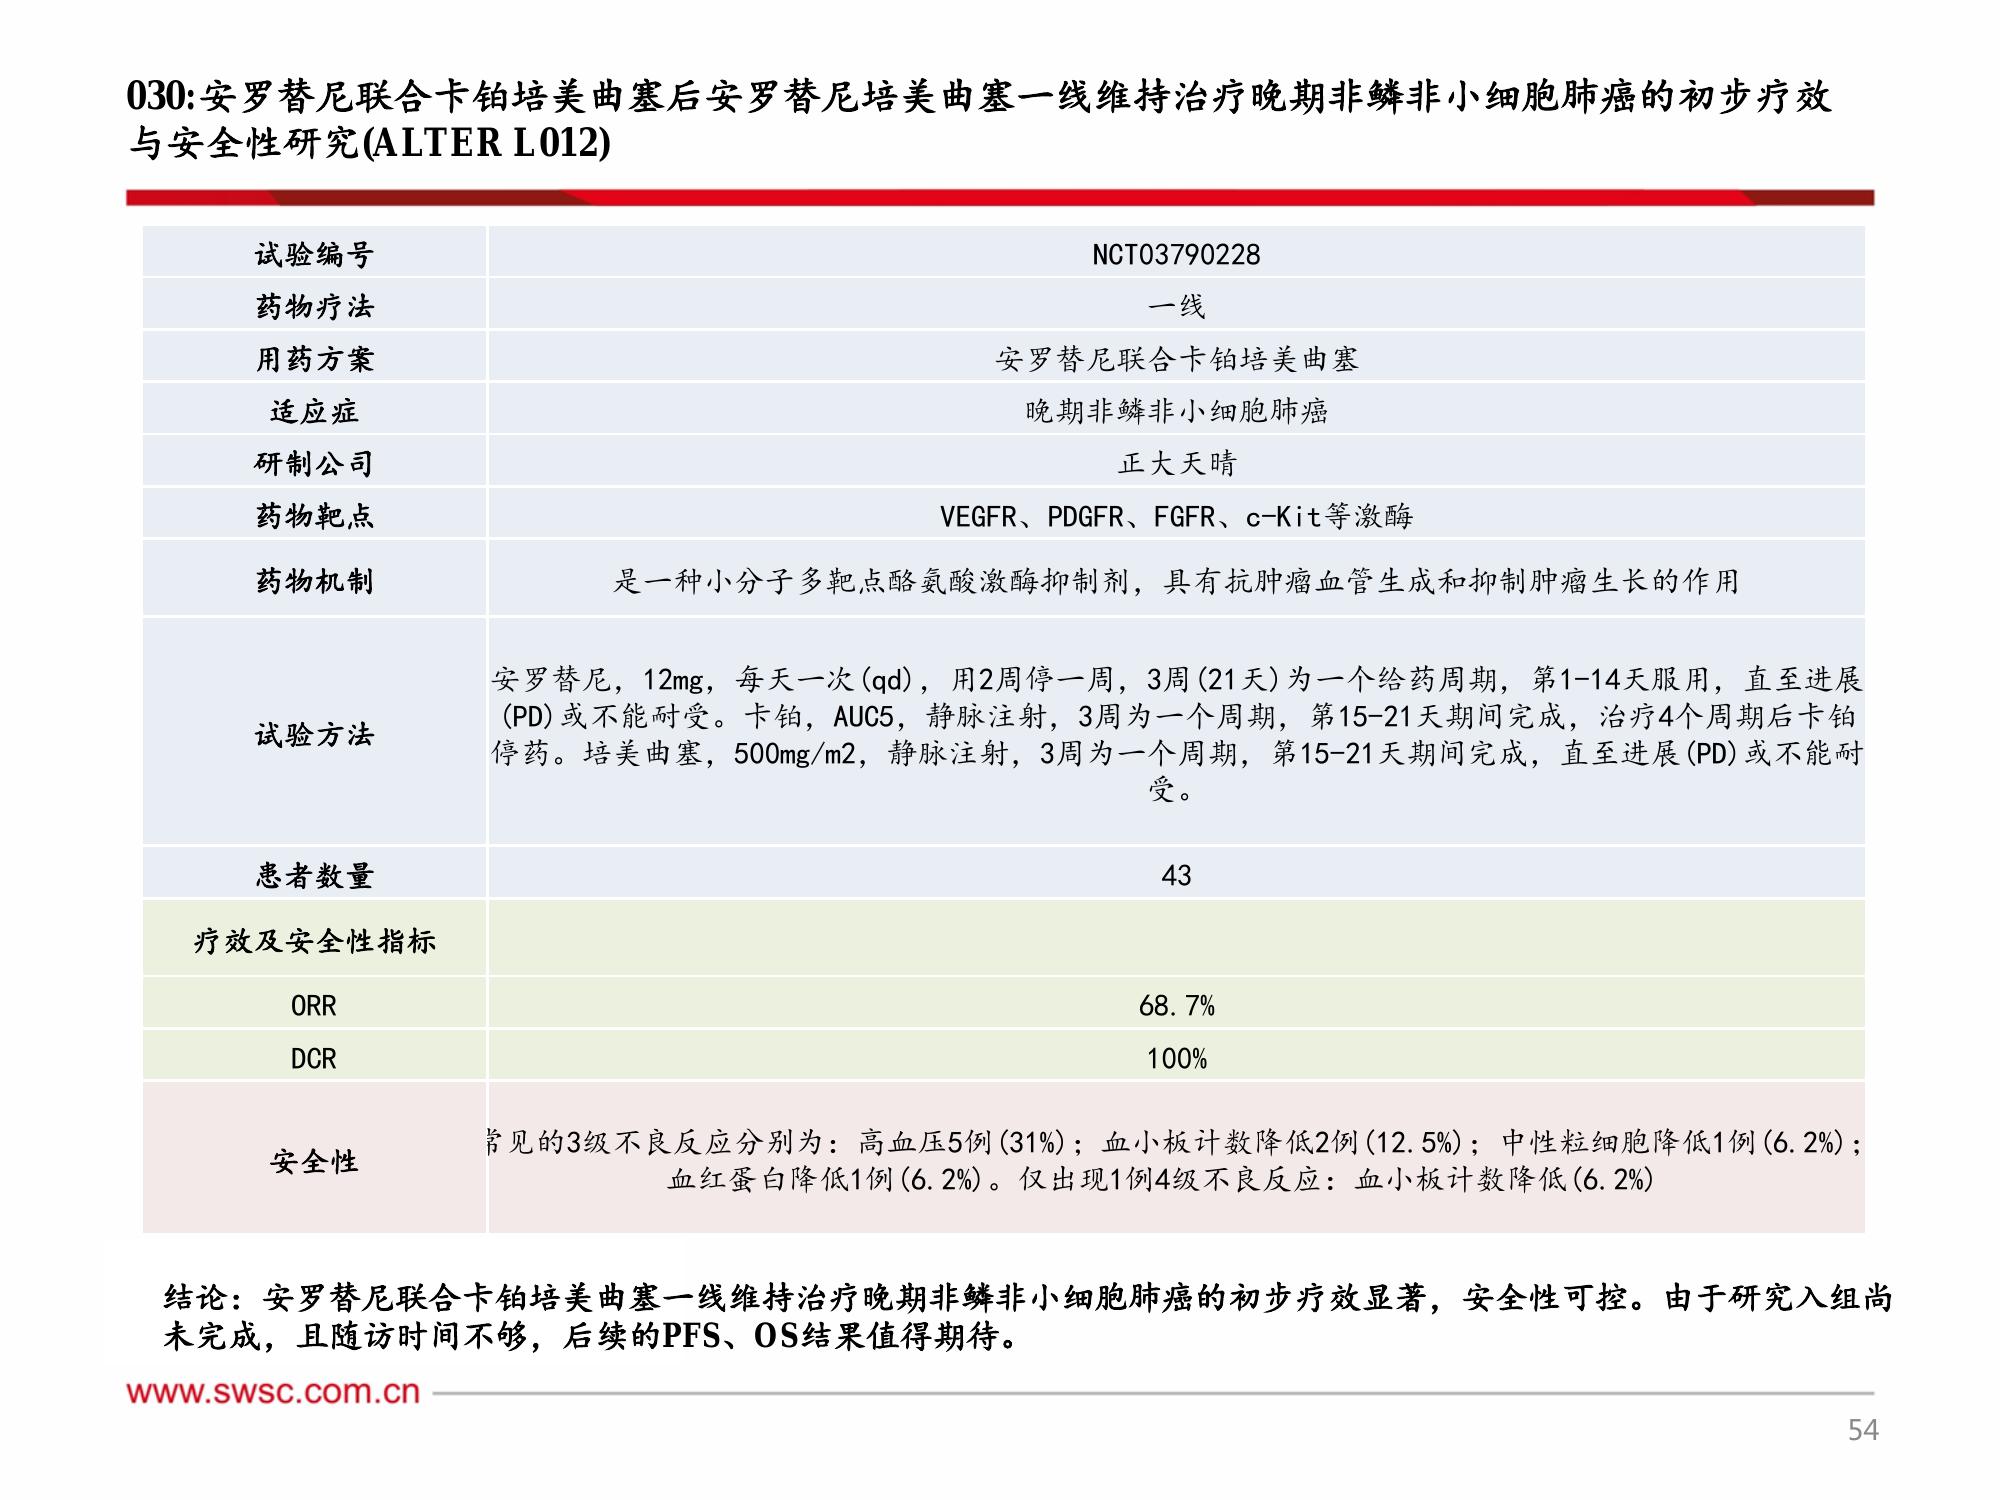 030:安罗替尼联合卡铂培美曲塞后安罗替尼培美曲塞一线维持治疗晚期非鳞非小细胞肺癌的初步疗效
与安全性研究(ALTER L012)
试验编号 NCT03790228
药物疗法 一线
用药方案 安罗替尼联合卡铂培美曲塞
适应症 晚期非鳞非小细胞肺癌
研制公司 正大天晴
药物靶点 VEGFR、PDGFR、FGFR、c-Kit等激酶
药物机制 是一种小分子多靶点酪氨酸激酶抑制剂，具有抗肿瘤血管生成和抑制肿瘤生长的作用
试验方法
安罗替尼，12mg，每天一次(qd)，用2周停一周，3周(21天)为一个给药周期，第1-14天服用，直至进展
(PD)或不能耐受。卡铂，AUC5，静脉注射，3周为一个周期，第15-21天期间完成，治疗4个周期后卡铂
停药。培美曲塞，500mg/m2，静脉注射，3周为一个周期，第15-21天期间完成，直至进展(PD)或不能耐
受。
患者数量 43
疗效及安全性指标
ORR 68.7%
DCR 100%
安全性
常见的3级不良反应分别为：高血压5例(31%)；血小板计数降低2例(12.5%)；中性粒细胞降低1例(6.2%)；
血红蛋白降低1例(6.2%)。仅出现1例4级不良反应：血小板计数降低(6.2%)
结论：安罗替尼联合卡铂培美曲塞一线维持治疗晚期非鳞非小细胞肺癌的初步疗效显著，安全性可控。由于研究入组尚
未完成，且随访时间不够，后续的PFS、OS结果值得期待。
www.swsc.com.cn
54